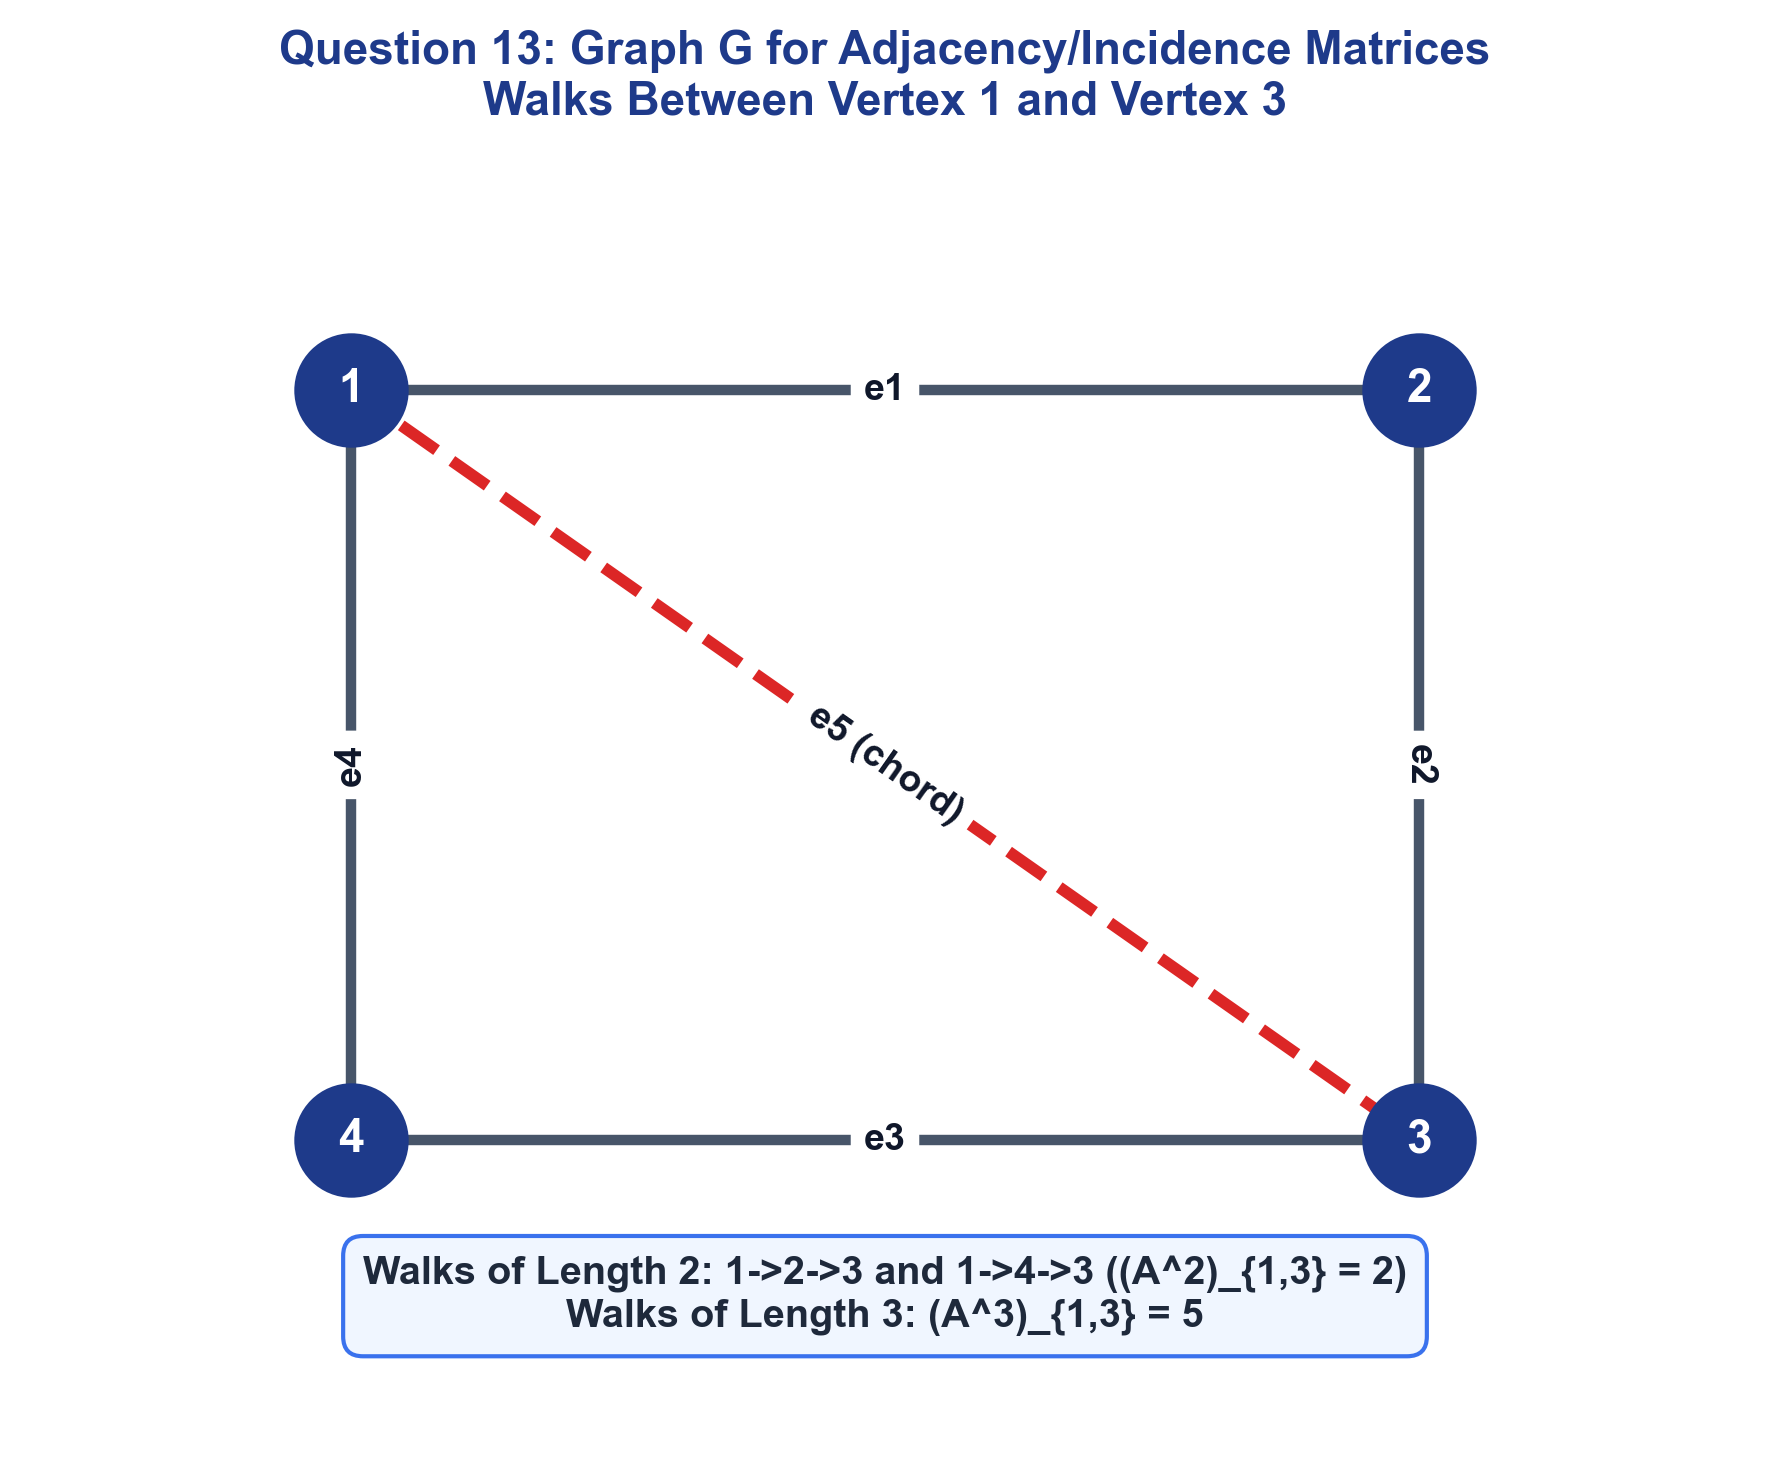 Question 13: Graph G for Adjacency/Incidence Matrices
Walks Between Vertex 1 and Vertex 3
1
e1
2
e5 (chord)
e4
e2
4
e3
3
Walks of Length 2: 1->2->3 and 1->4->3 ((A^2)_{1,3} = 2)
Walks of Length 3: (A^3)_{1,3} = 5